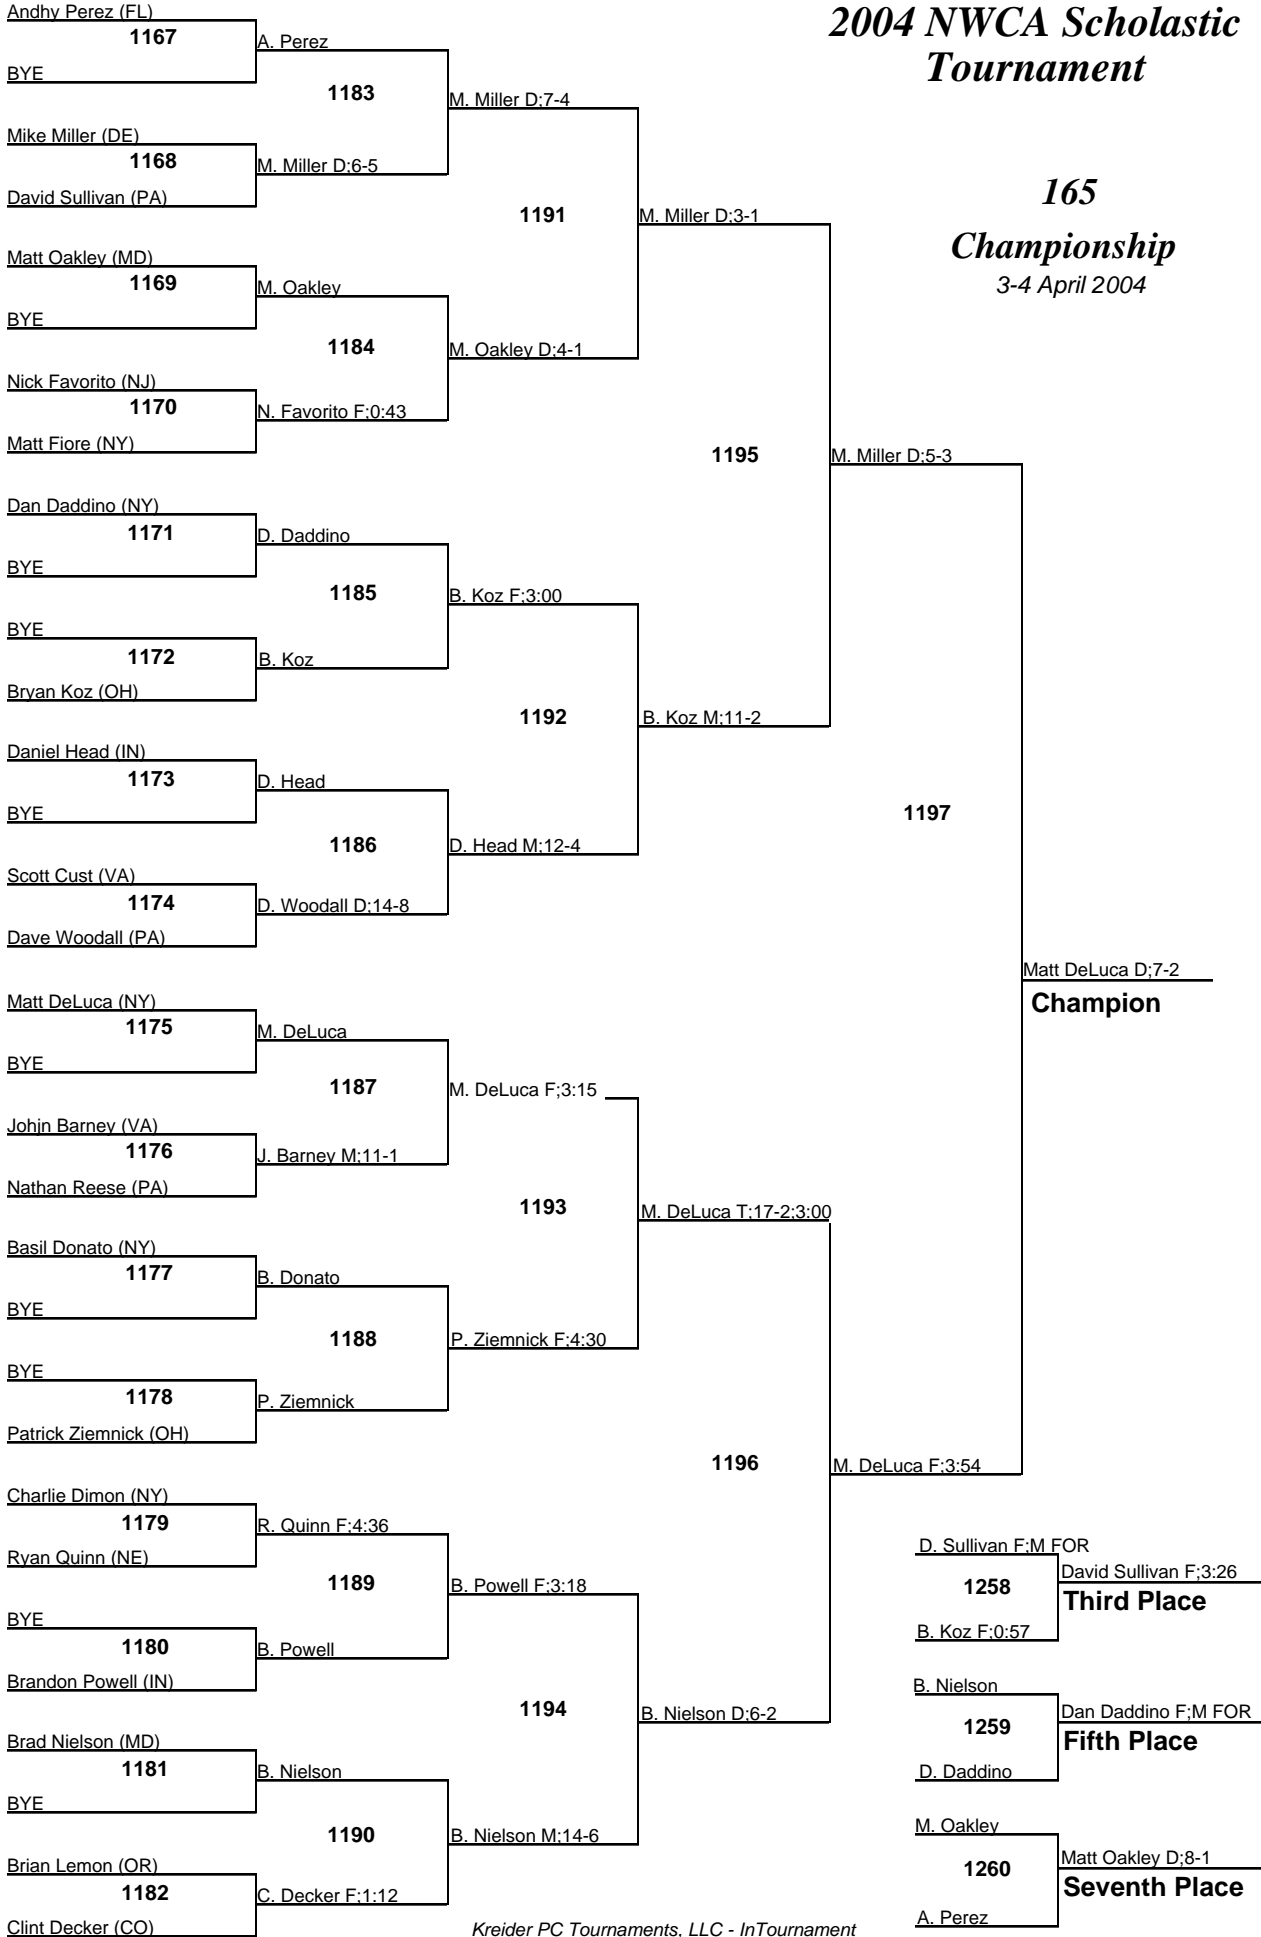 2004 NWCA Scholastic
Tournament
165
Championship
3-4 April 2004
Andhy Perez (FL)
1167
BYE
Mike Miller (DE)
1168
David Sullivan (PA)
Matt Oakley (MD)
1169
BYE
Nick Favorito (NJ)
1170
Matt Fiore (NY)
Dan Daddino (NY)
1171
BYE
BYE
1172
Bryan Koz (OH)
Daniel Head (IN)
1173
BYE
Scott Cust (VA)
1174
Dave Woodall (PA)
Matt DeLuca (NY)
1175
BYE
Johjn Barney (VA)
1176
Nathan Reese (PA)
Basil Donato (NY)
1177
BYE
BYE
1178
Patrick Ziemnick (OH)
Charlie Dimon (NY)
1179
Ryan Quinn (NE)
BYE
1180
Brandon Powell (IN)
Brad Nielson (MD)
1181
BYE
Brian Lemon (OR)
1182
Clint Decker (CO)
A. Perez
1183
M. Miller D;6-5
M. Oakley
1184
N. Favorito F;0:43
D. Daddino
1185
B. Koz
D. Head
1186
D. Woodall D;14-8
M. DeLuca
1187
J. Barney M;11-1
B. Donato
1188
P. Ziemnick
R. Quinn F;4:36
1189
B. Powell
B. Nielson
1190
C. Decker F;1:12
M. Miller D;7-4
1191
M. Oakley D;4-1
B. Koz F;3:00
1192
D. Head M;12-4
M. DeLuca F;3:15
1193
P. Ziemnick F;4:30
B. Powell F;3:18
1194
B. Nielson M;14-6
M. Miller D;3-1
1195
B. Koz M;11-2
M. DeLuca T;17-2;3:00
1196
B. Nielson D;6-2
M. Miller D;5-3
1197
M. DeLuca F;3:54
Matt DeLuca D;7-2
Champion
D. Sullivan F;M FOR
1258
B. Koz F;0:57
David Sullivan F;3:26
Third Place
B. Nielson
1259
D. Daddino
Dan Daddino F;M FOR
Fifth Place
M. Oakley
1260
A. Perez
Matt Oakley D;8-1
Seventh Place
Kreider PC Tournaments, LLC - InTournament